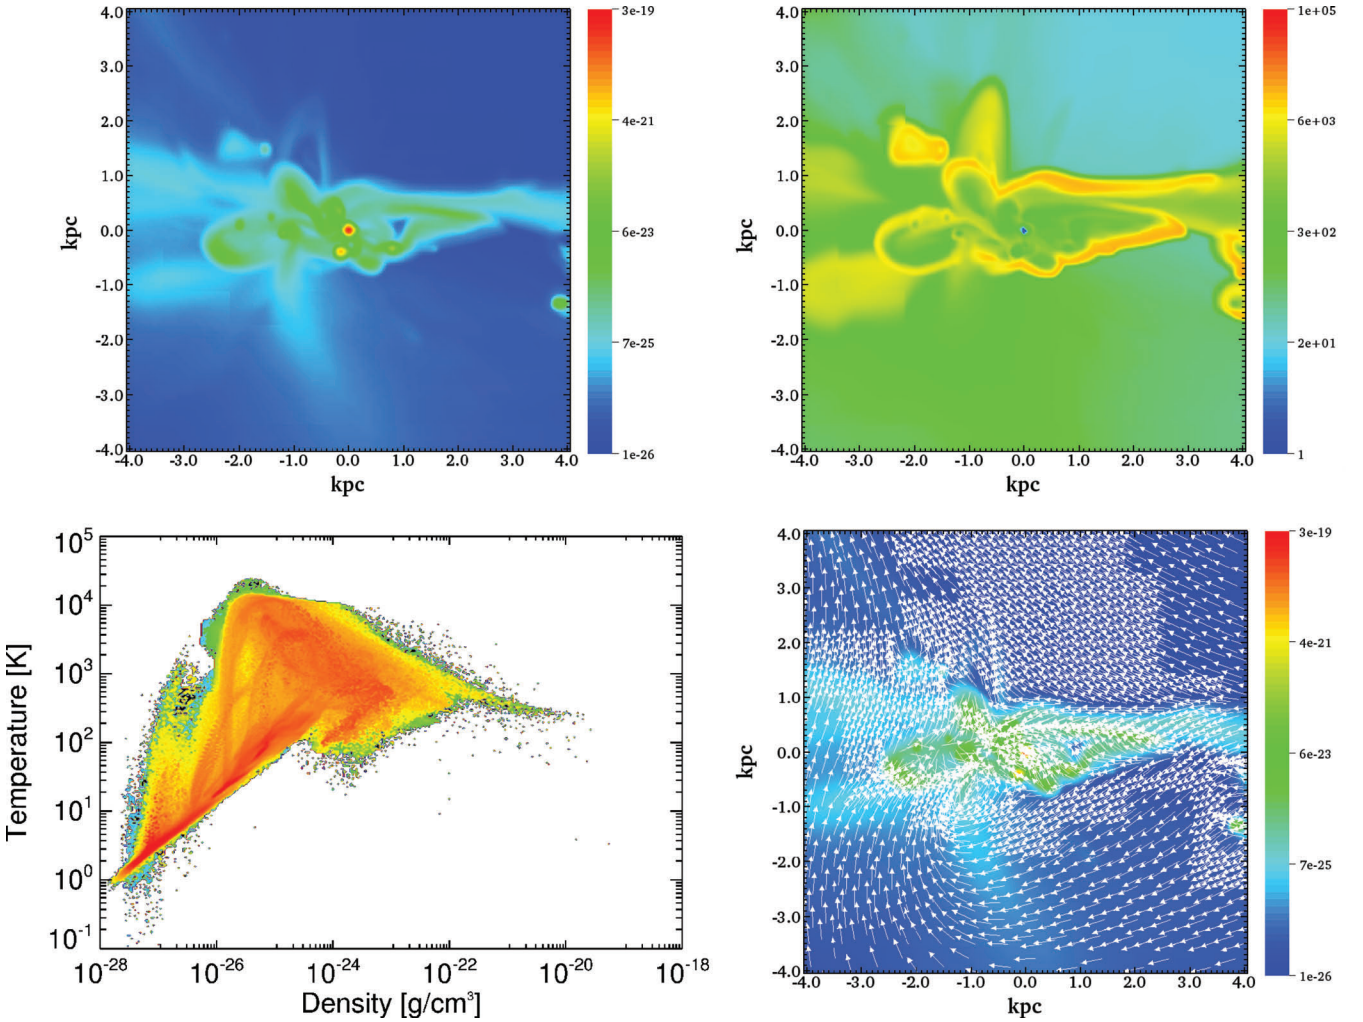 4.0
3.0
2.0
1.0
0.0
-1.0
-2.0
-3.0
-4.0
kpc
-4.0 -3.0 -2.0 -1.0 0.0 1.0 2.0 3.0 4.0
kpc
3e-19
4e-21
6e-23
7e-25
1e-26
4.0
3.0
2.0
1.0
0.0
-1.0
-2.0
-3.0
-4.0
kpc
-4.0 -3.0 -2.0 -1.0 0.0 1.0 2.0 3.0 4.0
kpc
1e+05
6e+03
3e+02
2e+01
1
10^5
10^4
10^3
10^2
10^1
10^0
10^-1
Temperature [K]
10^-28 10^-26 10^-24 10^-22 10^-20 10^-18
Density [g/cm³]
4.0
3.0
2.0
1.0
0.0
-1.0
-2.0
-3.0
-4.0
kpc
-4.0 -3.0 -2.0 -1.0 0.0 1.0 2.0 3.0 4.0
kpc
3e-19
4e-21
6e-23
7e-25
1e-26